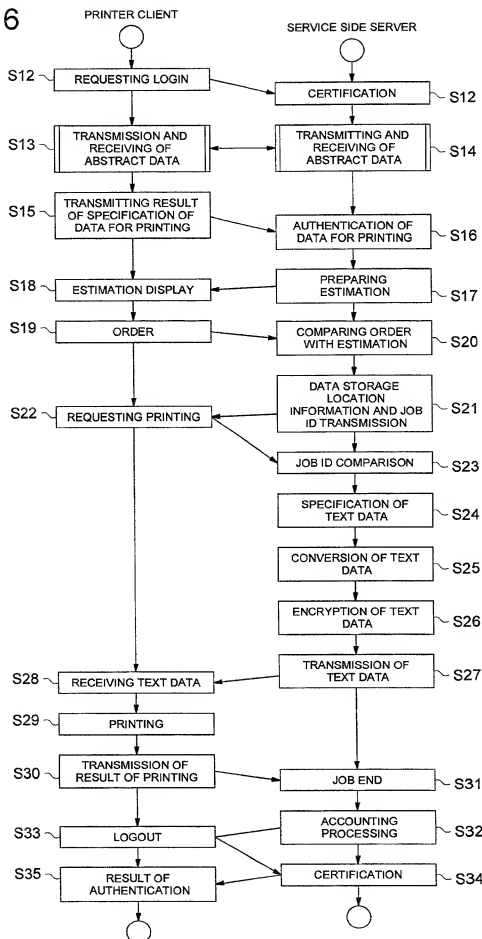 6
PRINTER CLIENT
SERVICE SIDE SERVER
S12
REQUESTING LOGIN
CERTIFICATION
S12
S13
TRANSMISSION AND
RECEIVING OF
ABSTRACT DATA
TRANSMITTING AND
RECEIVING OF
ABSTRACT DATA
S14
S15
TRANSMITTING RESULT
OF SPECIFICATION OF
DATA FOR PRINTING
AUTHENTICATION OF
DATA FOR PRINTING
S16
S18
ESTIMATION DISPLAY
PREPARING
ESTIMATION
S17
S19
ORDER
COMPARING ORDER
WITH ESTIMATION
S20
DATA STORAGE
LOCATION
INFORMATION AND JOB
ID TRANSMISSION
S21
S22
REQUESTING PRINTING
JOB ID COMPARISON
S23
SPECIFICATION OF
TEXT DATA
S24
CONVERSION OF TEXT
DATA
S25
ENCRYPTION OF TEXT
DATA
S26
TRANSMISSION OF
TEXT DATA
S27
S28
RECEIVING TEXT DATA
S29
PRINTING
S30
TRANSMISSION OF
RESULT OF PRINTING
JOB END
S31
ACCOUNTING
PROCESSING
S32
S33
LOGOUT
S35
RESULT OF
AUTHENTICATION
CERTIFICATION
S34